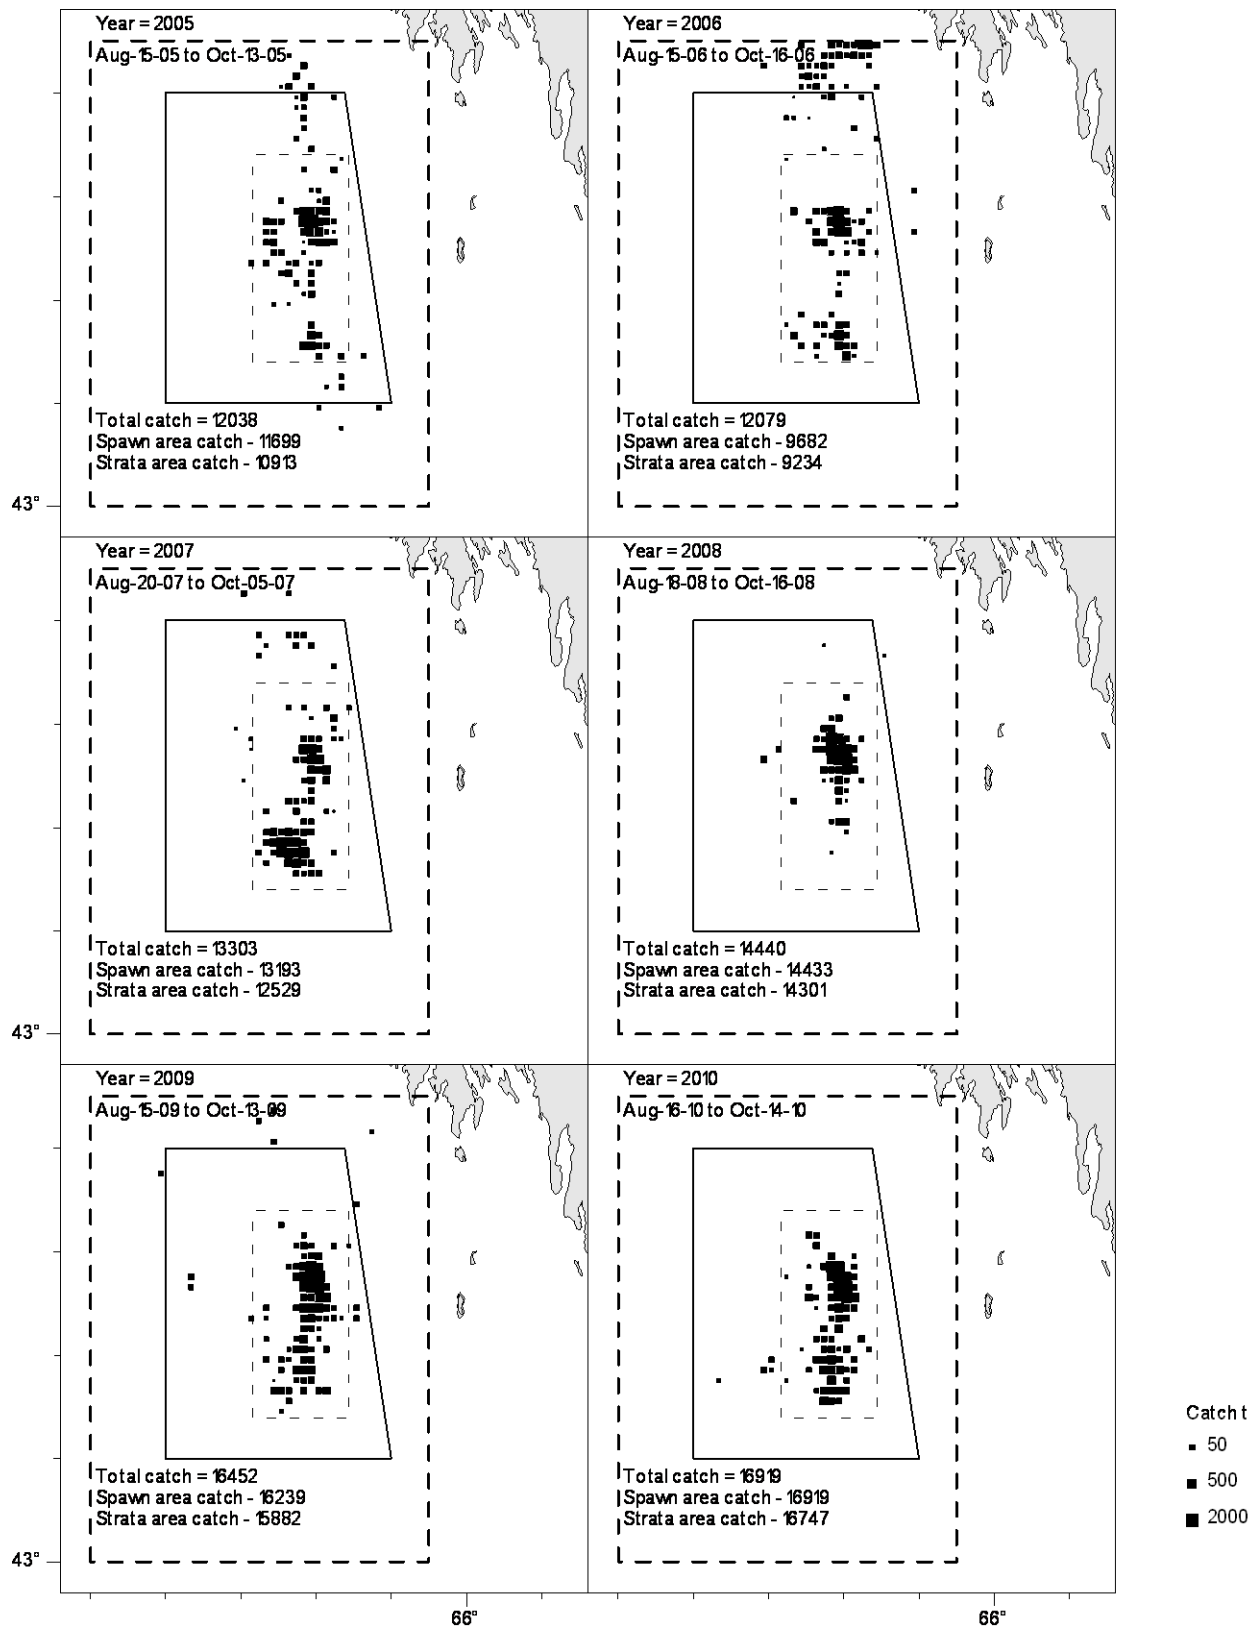 Year = 2005
Aug-15-05 to Oct-13-05
Total catch = 12038
Spawn area catch - 11699
Strata area catch - 10913
43°
Year = 2006
Aug-15-06 to Oct-16-06
Total catch = 12079
Spawn area catch - 9682
Strata area catch - 9234
Year = 2007
Aug-20-07 to Oct-05-07
Total catch = 13303
Spawn area catch - 13193
Strata area catch - 12529
43°
Year = 2008
Aug-18-08 to Oct-16-08
Total catch = 14440
Spawn area catch - 14433
Strata area catch - 14301
Year = 2009
Aug-15-09 to Oct-13-09
Total catch = 16452
Spawn area catch - 16239
Strata area catch - 15882
43°
66°
Year = 2010
Aug-16-10 to Oct-14-10
Total catch = 16919
Spawn area catch - 16919
Strata area catch - 16747
66°
Catch t
50
500
2000